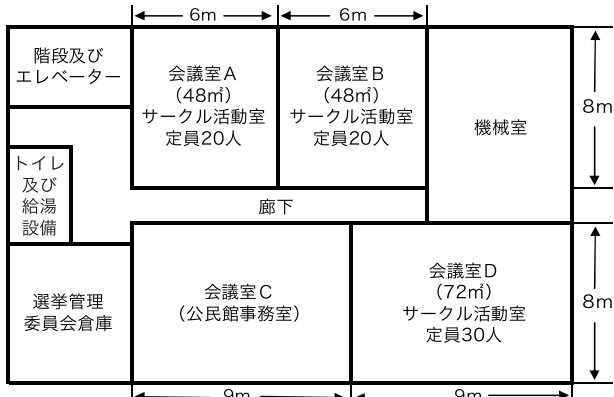 6m
6m
階段及び
エレベーター
会議室A
（48㎡）
サークル活動室
定員20人
会議室B
（48㎡）
サークル活動室
定員20人
機械室
8m
トイレ
及び
給湯
設備
廊下
選挙管理
委員会倉庫
会議室C
（公民館事務室）
会議室D
（72㎡）
サークル活動室
定員30人
8m
9m
9m